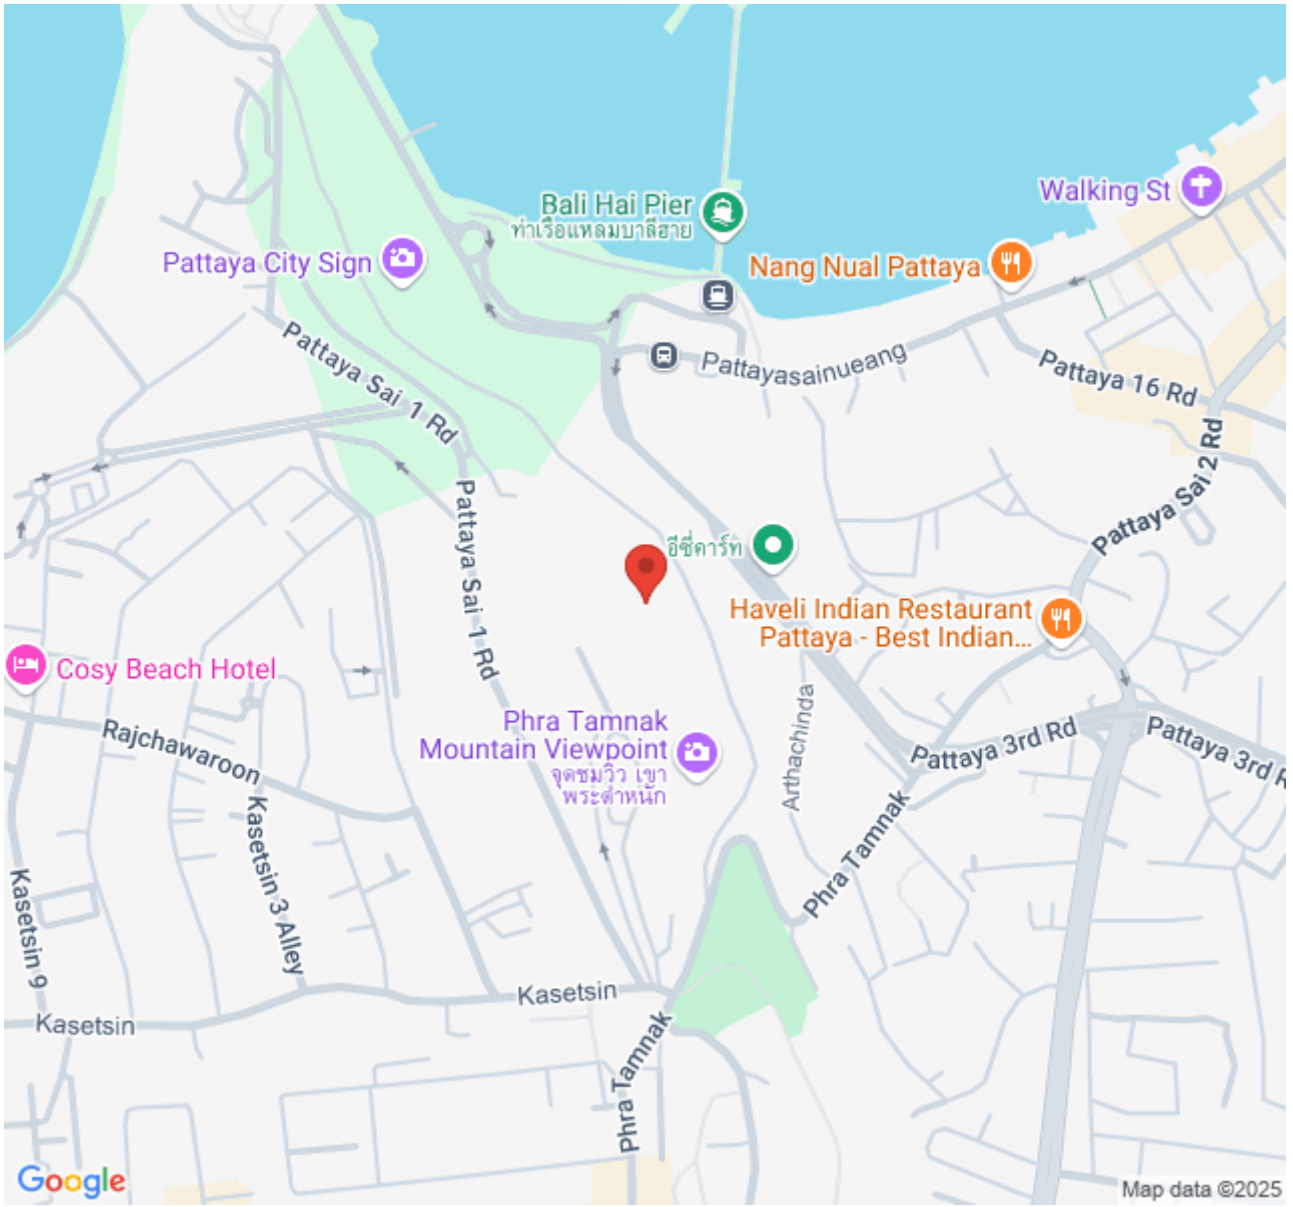 Bali Hai Pier
ท่าเรือแหลมบาลีฮาย
Walking St
Pattaya City Sign
Nang Nual Pattaya
Pattaya Sai 1 Rd
Pattayasainueang
Pattaya 16 Rd
Pattaya Sai 2 Rd
Pattaya Sai 1 Rd
อีซี่คาร์ท
Haveli Indian Restaurant
Pattaya - Best Indian...
Cosy Beach Hotel
Rajchawaroon
Phra Tamnak
Mountain Viewpoint
จุดชมวิว เขา
พระตำหนัก
Arthachinda
Pattaya 3rd Rd
Pattaya 3rd R
Phra Tamnak
Kasetsin 9
Kasetsin 3 Alley
Kasetsin
Kasetsin
Phra Tamnak
Google
Map data ©2025